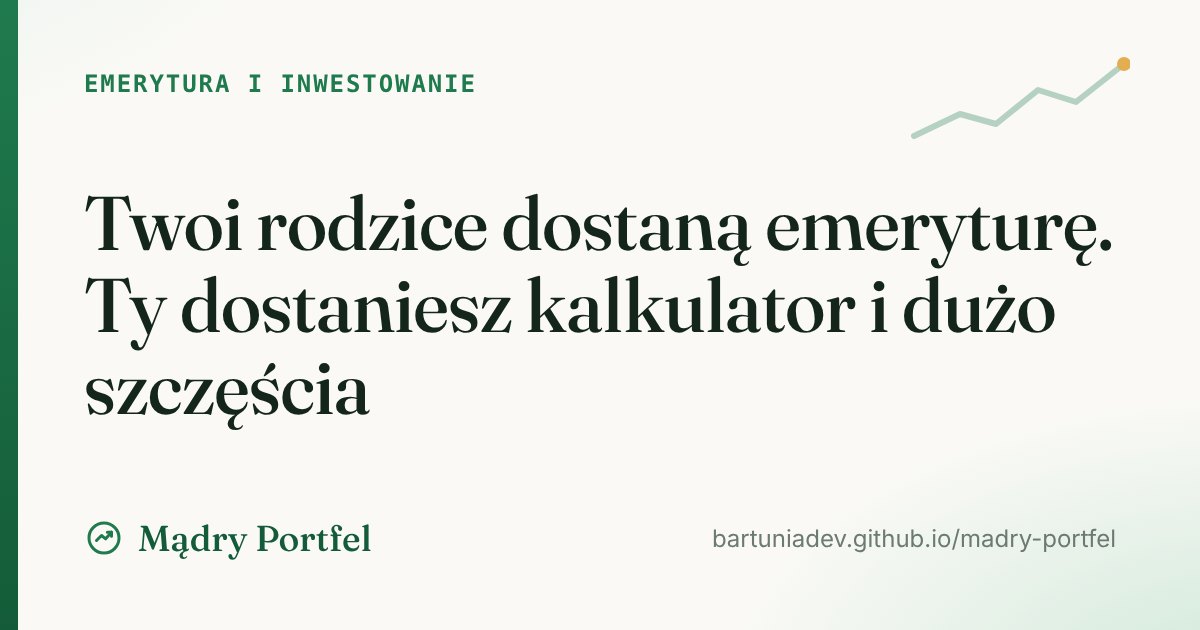 EMERYTURA I INWESTOWANIE
Twoi rodzice dostaną emeryturę.
Ty dostaniesz kalkulator i dużo
szczęścia
Mądry Portfel
bartuniadev.github.io/madry-portfel